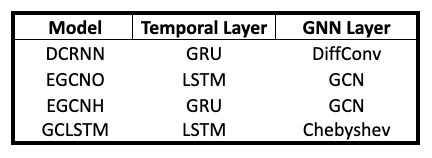 Model Temporal Layer GNN Layer
DCRNN GRU DiffConv
EGCNO LSTM GCN
EGCNH GRU GCN
GCLSTM LSTM Chebyshev